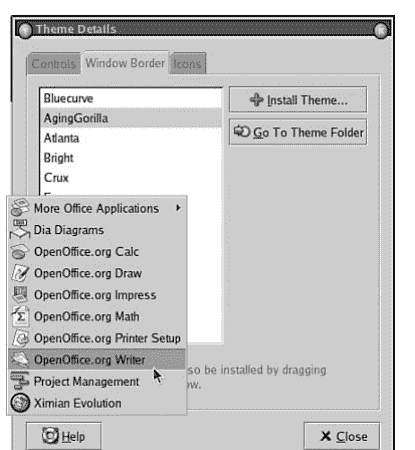 Theme Details
Controls Window Border Icons
Bluecurve
AgingGorilla
Atlanta
Bright
Crux
Install Theme...
Go To Theme Folder
More Office Applications
Dia Diagrams
OpenOffice.org Calc
OpenOffice.org Draw
OpenOffice.org Impress
OpenOffice.org Math
OpenOffice.org Printer Setup
OpenOffice.org Writer
Project Management
Ximian Evolution
so be installed by dragging
Help
Close